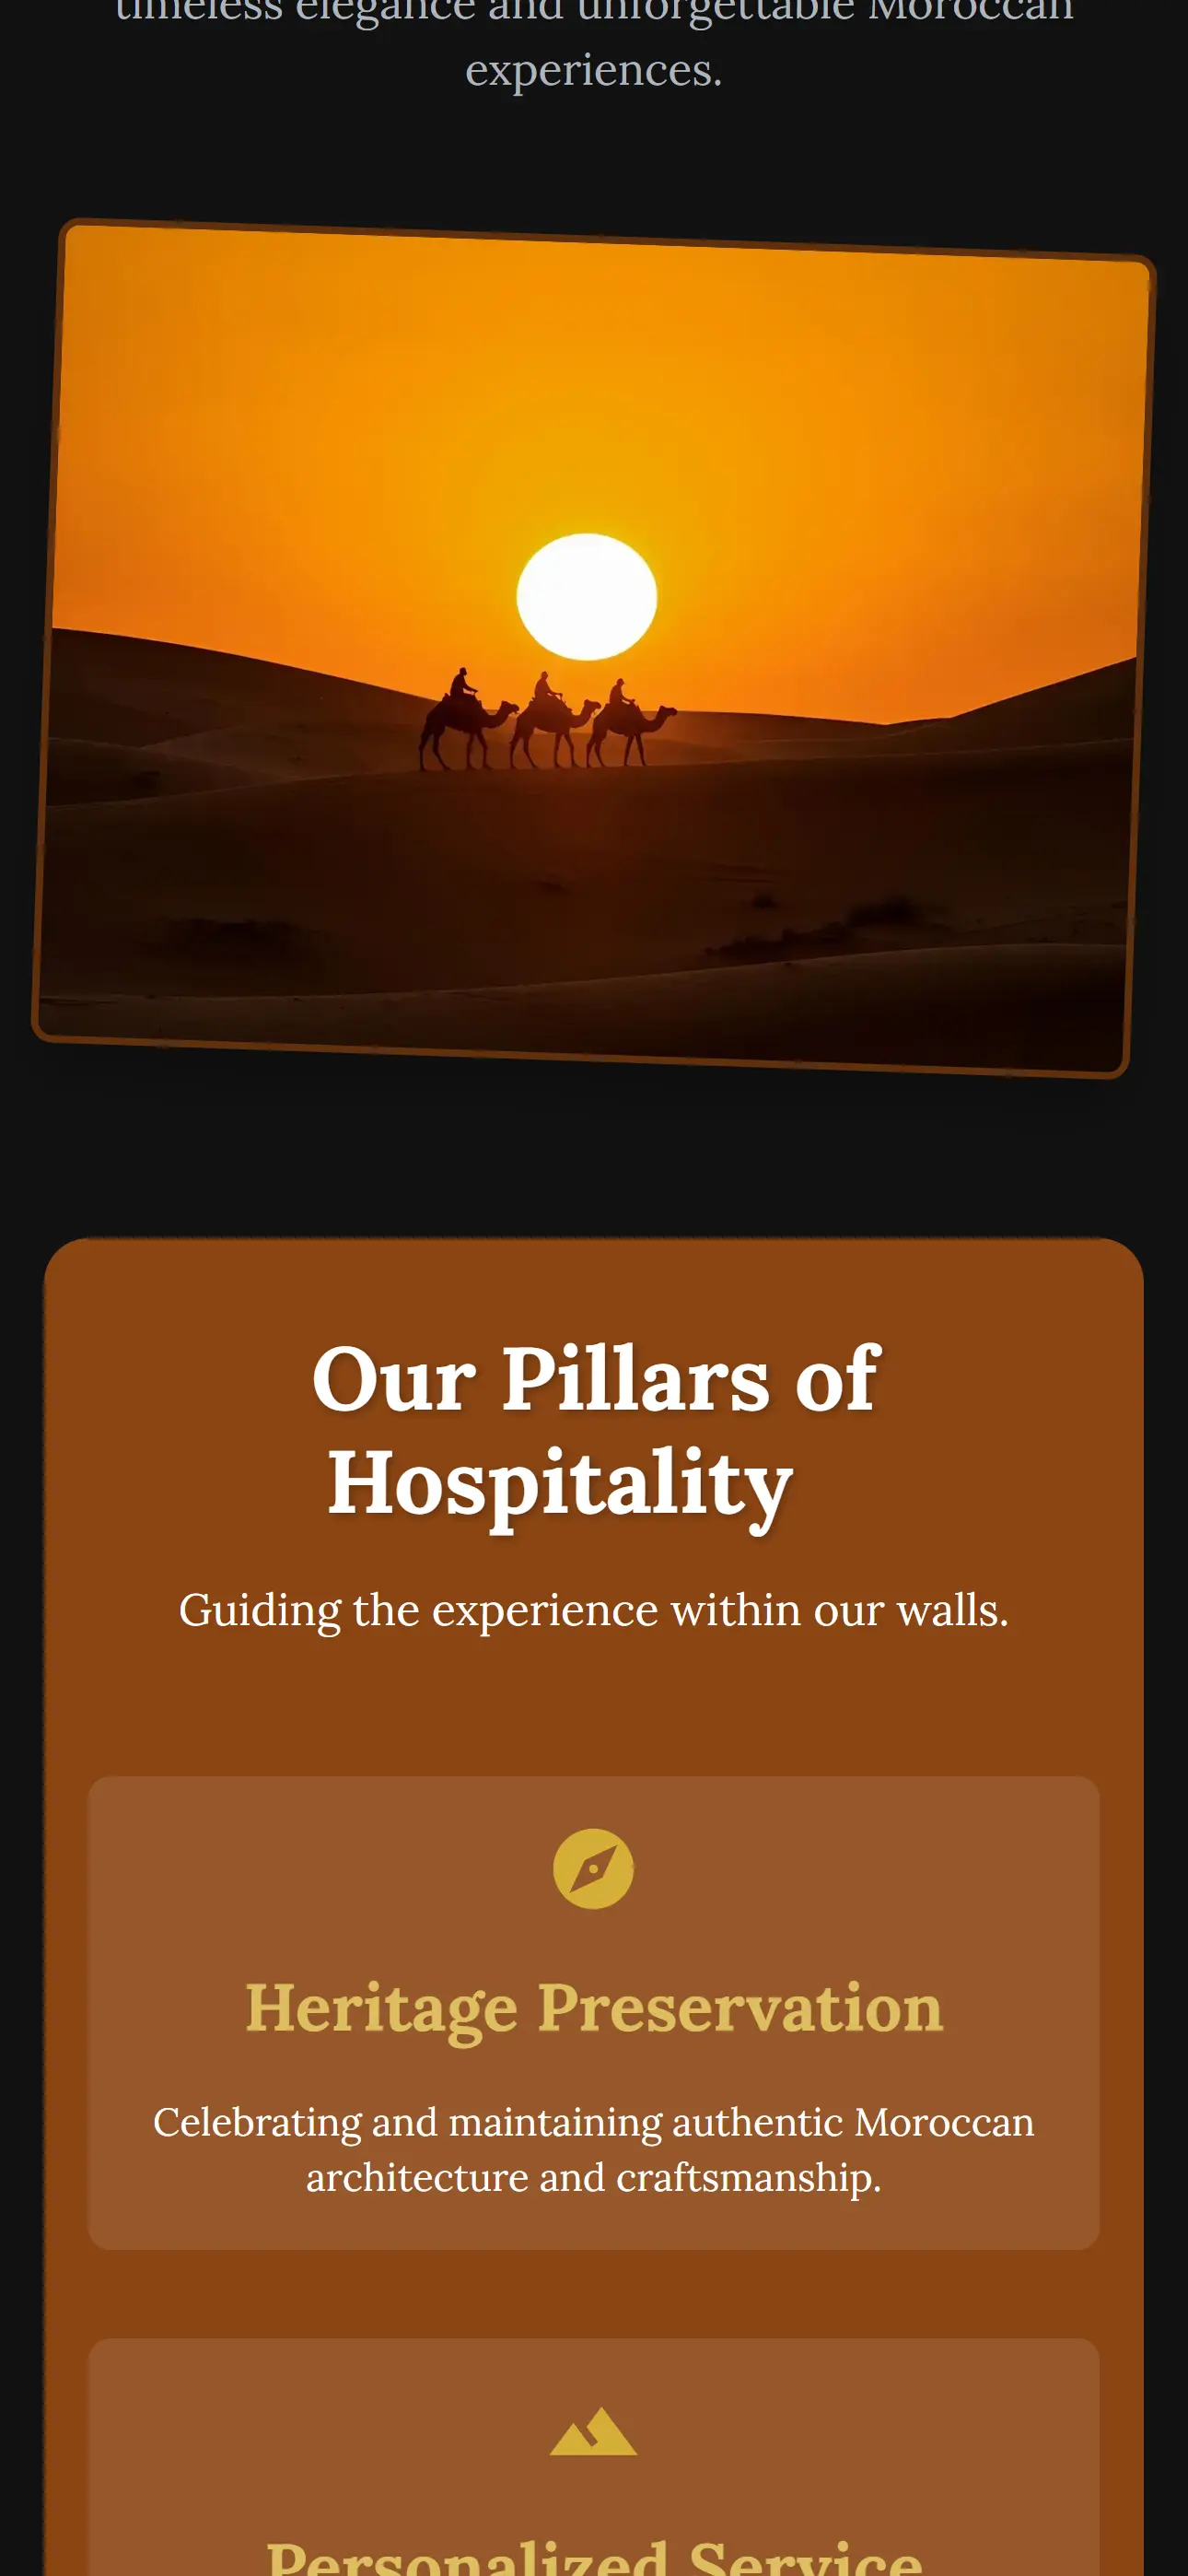 timeless elegance and unforgettable Moroccan
experiences.
Our Pillars of
Hospitality
Guiding the experience within our walls.
Heritage Preservation
Celebrating and maintaining authentic Moroccan
architecture and craftsmanship.
Personalized Service